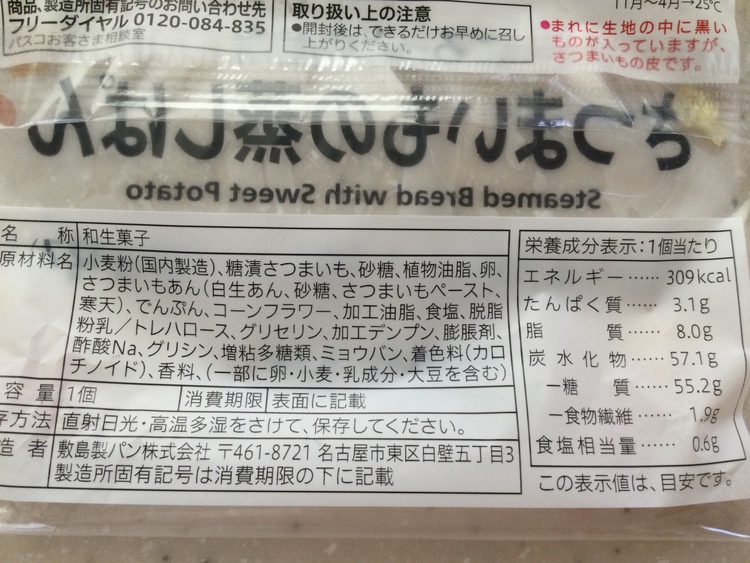 商品、製造所固有記号のお問い合わせ先
フリーダイヤル 0120-084-835
パスコお客さま相談室
取り扱い上の注意
●開封後は、できるだけお早めに召し
上がりください。
11月〜4月→25℃
●まれに生地の中に黒い
ものが入っていますが、
さつまいもの皮です。
さつまいもの蒸しぱん
Steamed Bread with Sweet Potato
名 称 和生菓子
原材料名 小麦粉(国内製造)、糖漬さつまいも、砂糖、植物油脂、卵、
さつまいもあん(白生あん、砂糖、さつまいもペースト、
寒天)、でんぷん、コーンフラワー、加工油脂、食塩、脱脂
粉乳/トレハロース、グリセリン、加工デンプン、膨脹剤、
酢酸Na、グリシン、増粘多糖類、ミョウバン、着色料(カロ
チノイド)、香料、(一部に卵・小麦・乳成分・大豆を含む)
容量 1個 消費期限 表面に記載
存方法 直射日光・高温多湿をさけて、保存してください。
造者 敷島製パン株式会社 〒461-8721 名古屋市東区白壁五丁目3
製造所固有記号は消費期限の下に記載
栄養成分表示:1個当たり
エネルギー…… 309kcal
たんぱく質…… 3.1g
脂 質…… 8.0g
炭水化物…… 57.1g
−糖 質…… 55.2g
−食物繊維…… 1.9g
食塩相当量…… 0.6g
この表示値は、目安です。